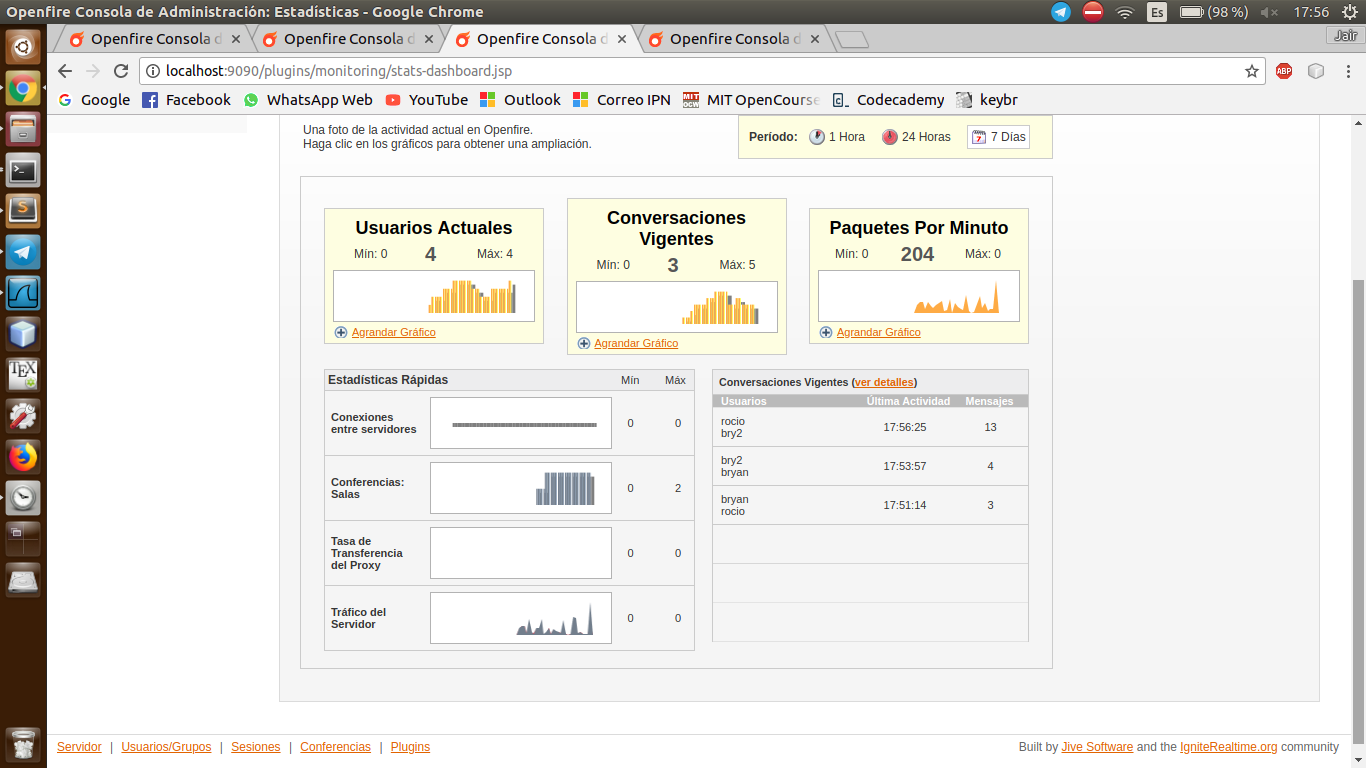 Openfire Consola de Administración: Estadísticas - Google Chrome
Es
(98 %)
17:56
Openfire Consola d
Openfire Consola d
Openfire Consola d
Openfire Consola d
Jair
localhost:9090/plugins/monitoring/stats-dashboard.jsp
ABP
Google
Facebook
WhatsApp Web
YouTube
Outlook
Correo IPN
MIT OpenCourse
Codecademy
keybr
Una foto de la actividad actual en Openfire.
Haga clic en los gráficos para obtener una ampliación.
Período: 1 Hora 24 Horas 7 Días
Usuarios Actuales
Mín: 0 4 Máx: 4
Agrandar Gráfico
Conversaciones
Vigentes
Mín: 0 3 Máx: 5
Agrandar Gráfico
Paquetes Por Minuto
Mín: 0 204 Máx: 0
Agrandar Gráfico
Estadísticas Rápidas Mín Máx
Conexiones
entre servidores
0 0
Conferencias:
Salas
0 2
Tasa de
Transferencia
del Proxy
0 0
Tráfico del
Servidor
0 0
Conversaciones Vigentes (ver detalles)
Usuarios Última Actividad Mensajes
rocio
bry2
17:56:25 13
bry2
bryan
17:53:57 4
bryan
rocio
17:51:14 3
Servidor | Usuarios/Grupos | Sesiones | Conferencias | Plugins
Built by Jive Software and the IgniteRealtime.org community